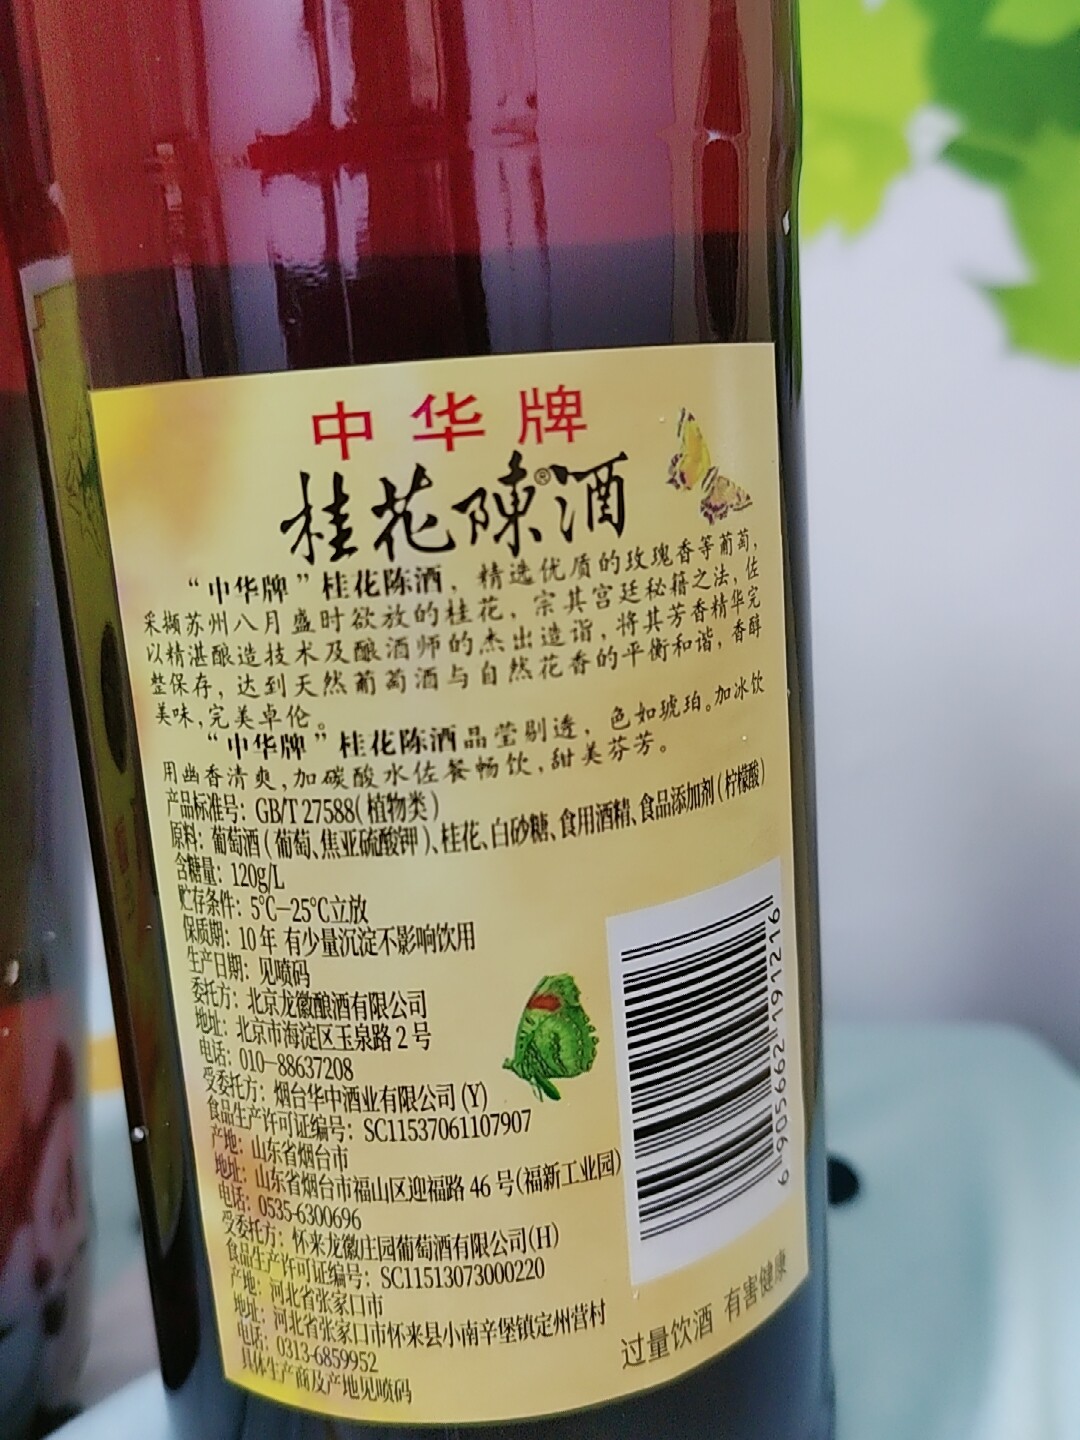 中华牌
桂花陳®酒
“中华牌”桂花陈酒，精选优质的玫瑰香等葡萄，
采撷苏州八月盛时欲放的桂花，宗其宫廷秘籍之法，佐
以精湛酿造技术及酿酒师的杰出造诣，将其芳香精华完
整保存，达到天然葡萄酒与自然花香的平衡和谐，香醇
美味，完美卓伦。
“中华牌”桂花陈酒品莹剔透，色如琥珀。加冰饮
用幽香清爽，加碳酸水佐餐畅饮，甜美芬芳。
产品标准号：GB/T 27588(植物类)
原料：葡萄酒(葡萄、焦亚硫酸钾)、桂花、白砂糖、食用酒精、食品添加剂(柠檬酸)
含糖量：120g/L
贮存条件：5℃-25℃立放
保质期：10年 有少量沉淀不影响饮用
生产日期：见喷码
委托方：北京龙徽酿酒有限公司
地址：北京市海淀区玉泉路2号
电话：010-88637208
受委托方：烟台华中酒业有限公司(Y)
食品生产许可证编号：SC11537061107907
产地：山东省烟台市
地址：山东省烟台市福山区迎福路46号(福新工业园)
电话：0535-6300696
受委托方：怀来龙徽庄园葡萄酒有限公司(H)
食品生产许可证编号：SC11513073000220
产地：河北省张家口市
地址：河北省张家口市怀来县小南辛堡镇定州营村
电话：0313-6859952
具体生产商及产地见喷码
6905662191216
过量饮酒 有害健康